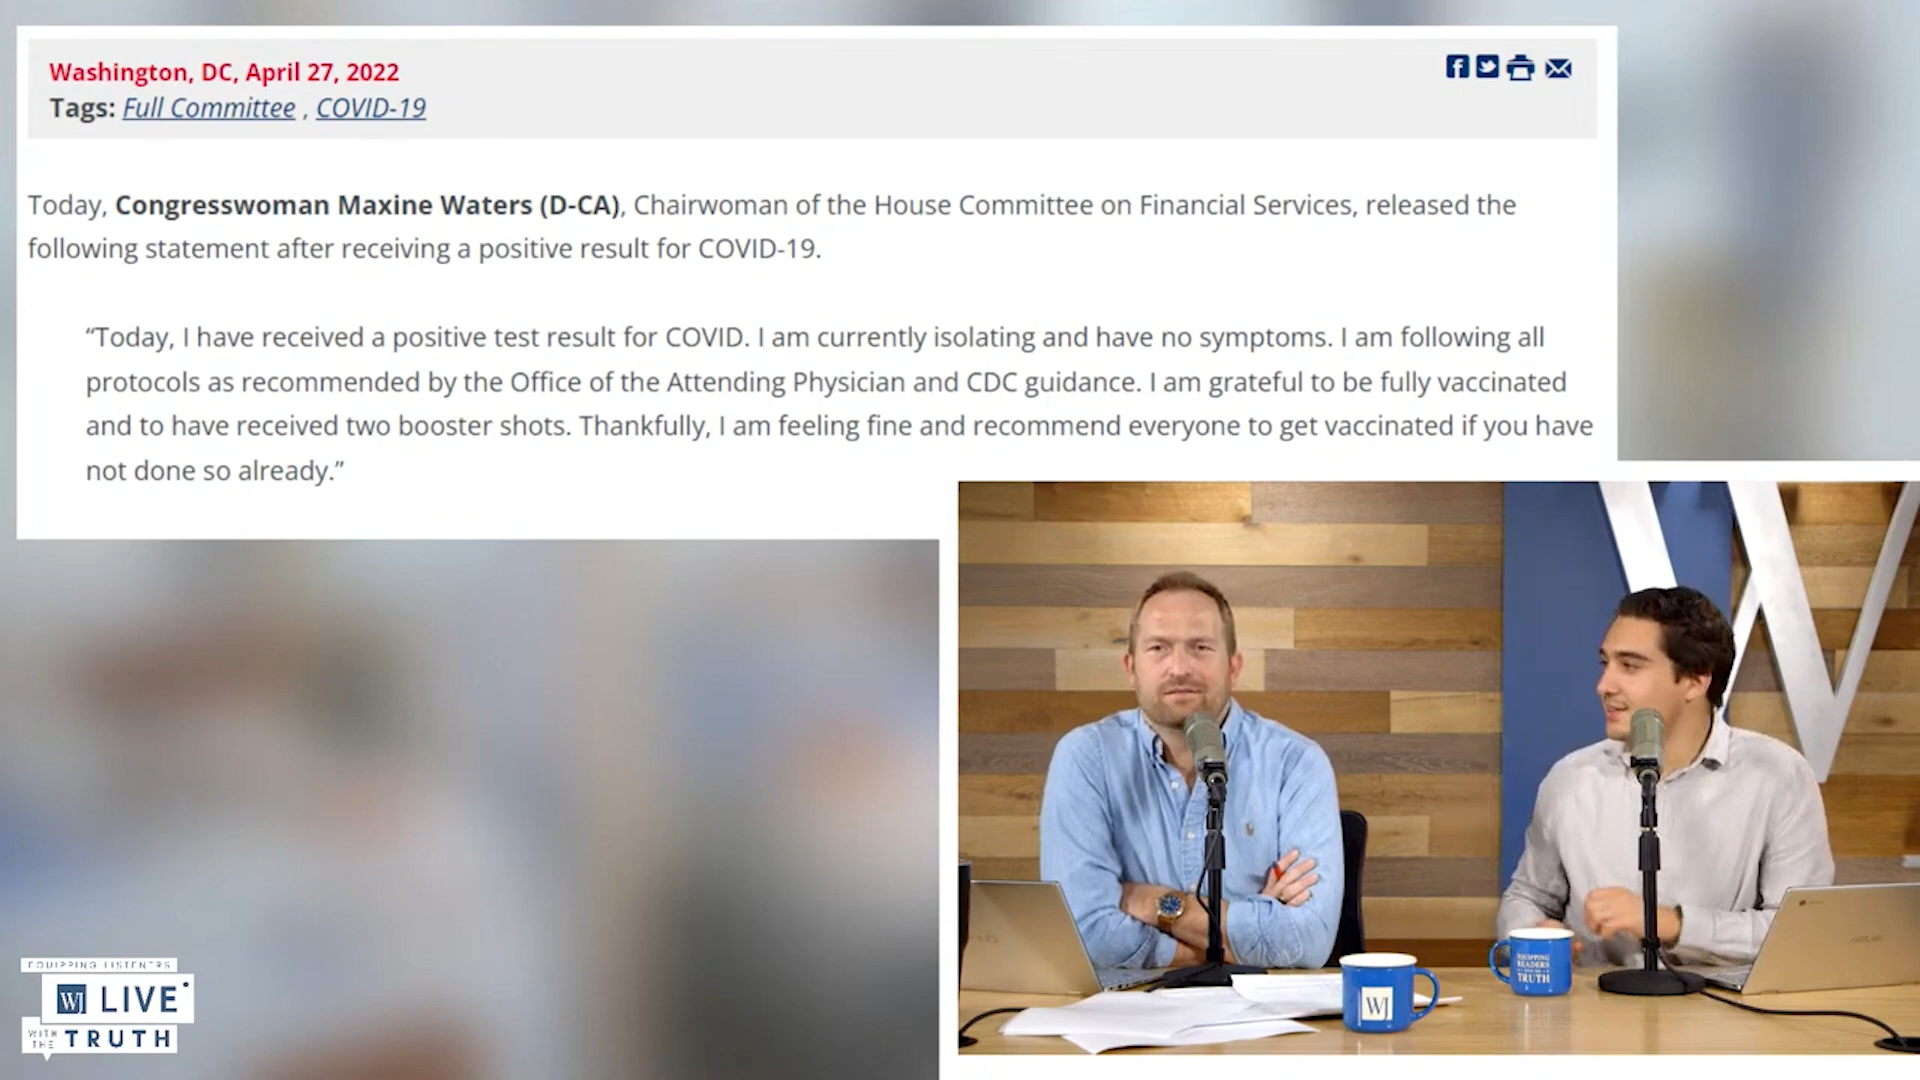 Washington, DC, April 27, 2022
Tags: Full Committee , COVID-19
Today, Congresswoman Maxine Waters (D-CA), Chairwoman of the House Committee on Financial Services, released the
following statement after receiving a positive result for COVID-19.
“Today, I have received a positive test result for COVID. I am currently isolating and have no symptoms. I am following all
protocols as recommended by the Office of the Attending Physician and CDC guidance. I am grateful to be fully vaccinated
and to have received two booster shots. Thankfully, I am feeling fine and recommend everyone to get vaccinated if you have
not done so already.”
W
WJ
EQUIPPING
READERS
WITH THE
TRUTH
EQUIPPING LISTENERS
WJ LIVE
WITH THE TRUTH